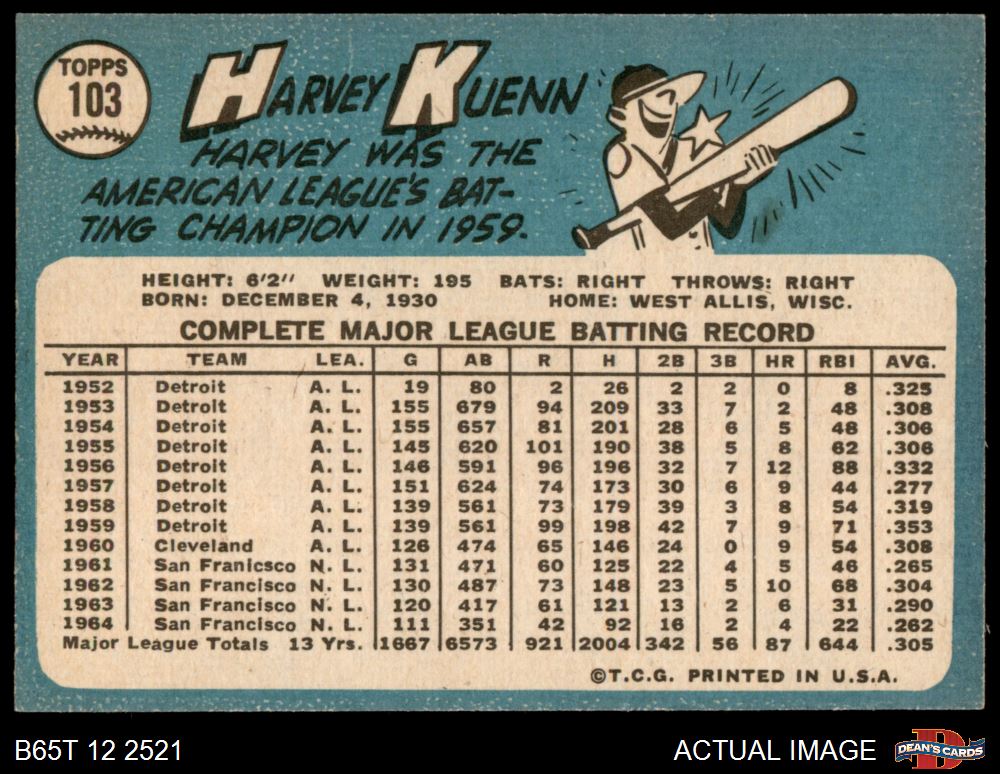 TOPPS
103
HARVEY KUENN
HARVEY WAS THE
AMERICAN LEAGUE'S BAT-
TING CHAMPION IN 1959.
HEIGHT: 6'2" WEIGHT: 195 BATS: RIGHT THROWS: RIGHT
BORN: DECEMBER 4, 1930 HOME: WEST ALLIS, WISC.
COMPLETE MAJOR LEAGUE BATTING RECORD
YEAR TEAM LEA. G AB R H 2B 3B HR RBI AVG.
1952 Detroit A. L. 19 80 2 26 2 2 0 8 .325
1953 Detroit A. L. 155 679 94 209 33 7 2 48 .308
1954 Detroit A. L. 155 657 81 201 28 6 5 48 .306
1955 Detroit A. L. 145 620 101 190 38 5 8 62 .306
1956 Detroit A. L. 146 591 96 196 32 7 12 88 .332
1957 Detroit A. L. 151 624 74 173 30 6 9 44 .277
1958 Detroit A. L. 139 561 73 179 39 3 8 54 .319
1959 Detroit A. L. 139 561 99 198 42 7 9 71 .353
1960 Cleveland A. L. 126 474 65 146 24 0 9 54 .308
1961 San Franicsco N. L. 131 471 60 125 22 4 5 46 .265
1962 San Francisco N. L. 130 487 73 148 23 5 10 68 .304
1963 San Francisco N. L. 120 417 61 121 13 2 6 31 .290
1964 San Francisco N. L. 111 351 42 92 16 2 4 22 .262
Major League Totals 13 Yrs. 1667 6573 921 2004 342 56 87 644 .305
©T.C.G. PRINTED IN U.S.A.
B65T 12 2521 ACTUAL IMAGE DEAN'S CARDS